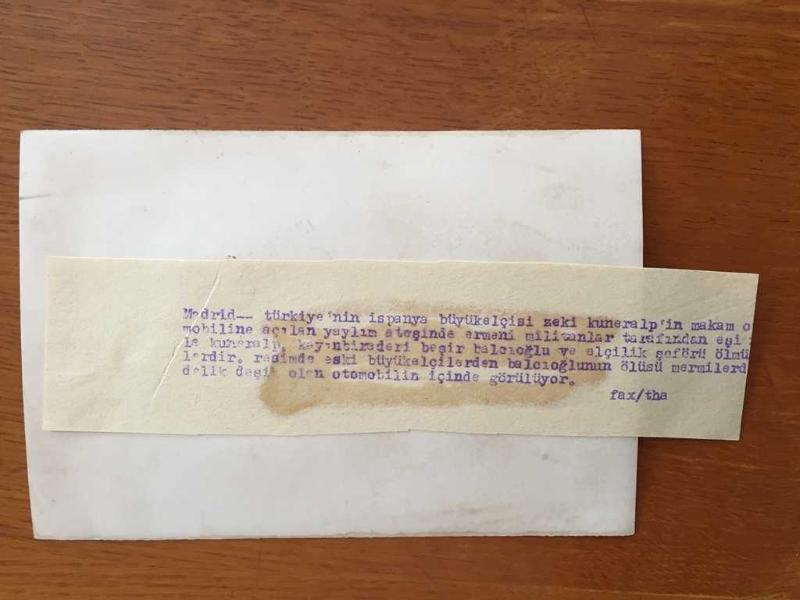 Madrid-- türkiye'nin ispanya büyükelçisi zeki kuneralp'in makam o
mobiline açılan yaylım ateşinde ermeni militanlar tarafından eşi
la kuneralp, kayınbiraderi beşir balcıoğlu ve elçilik şoförü ölmü
lerdir. resimde eski büyükelçilerden balcıoğlunun ölüsü mermilerd
delik deşik olan otomobilin içinde görülüyor.
fax/tha